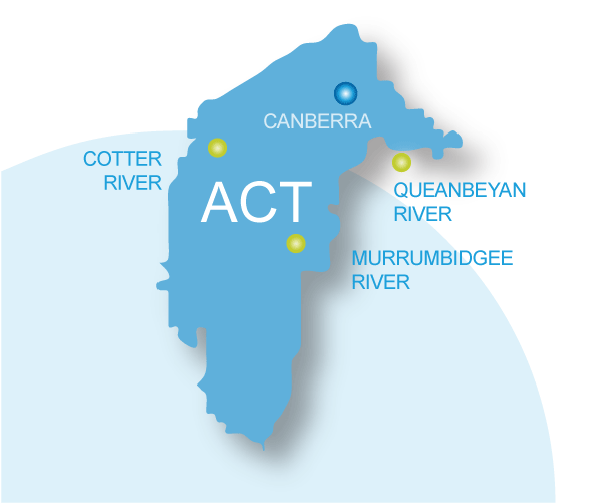 CANBERRA
COTTER
RIVER
ACT
QUEANBEYAN
RIVER
MURRUMBIDGEE
RIVER